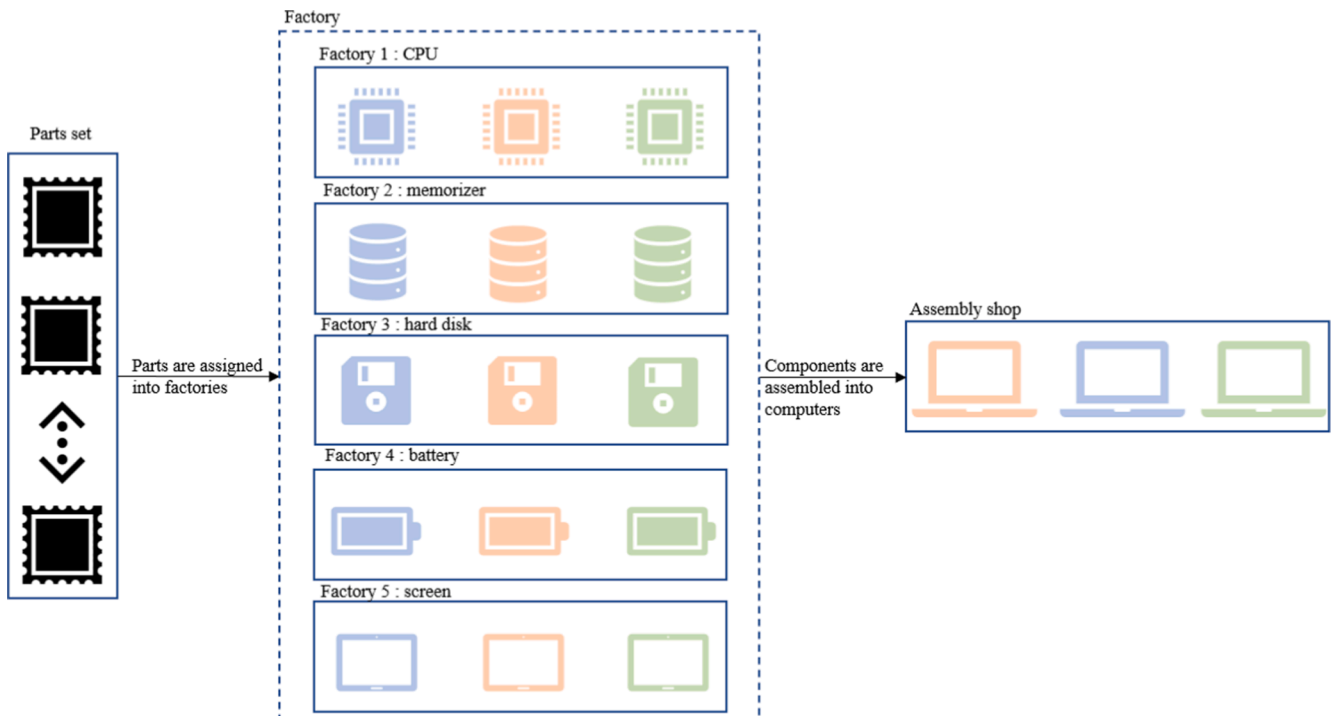 Factory
Factory 1 : CPU
Parts set
Factory 2 : memorizer
Factory 3 : hard disk
Assembly shop
Parts are assigned
into factories
Components are
assembled into
computers
Factory 4 : battery
Factory 5 : screen